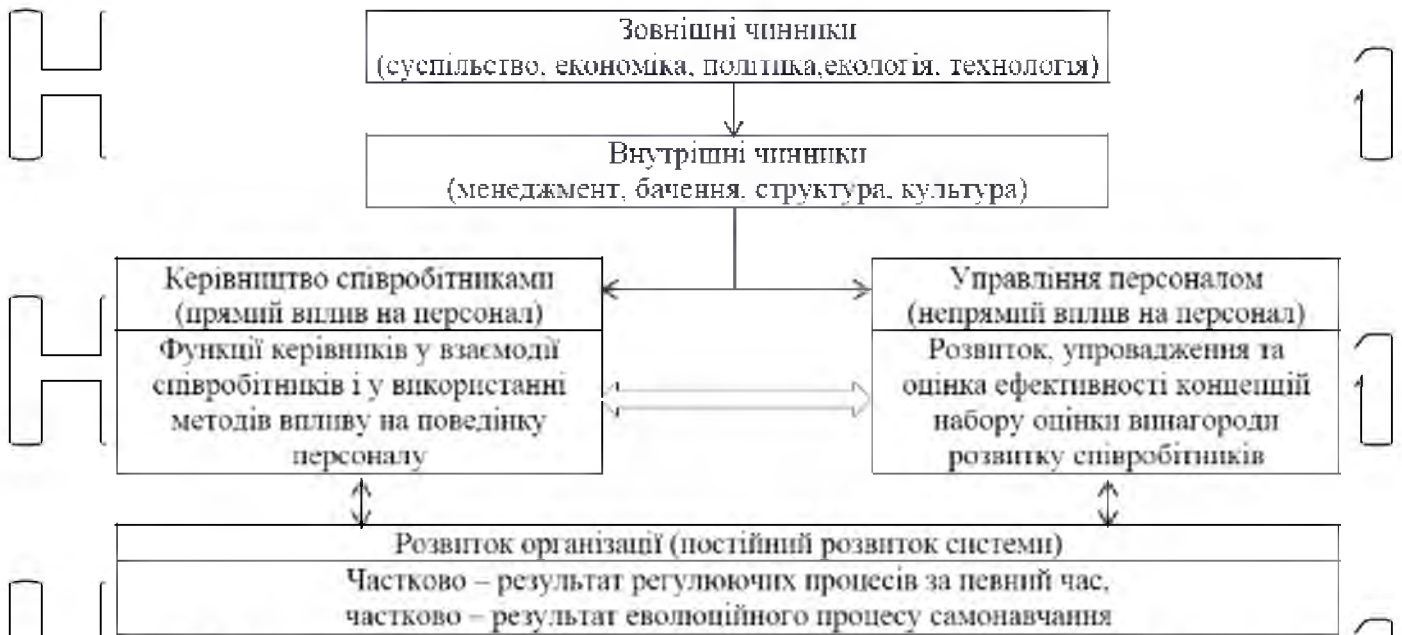 Зовнішні чинники
(суспільство, економіка, політика,екологія, технологія)
Внутрішні чинники
(менеджмент, бачення, структура, культура)
Керівництво співробітниками
(прямий вплив на персонал)
Функції керівників у взаємодії
співробітників і у використанні
методів впливу на поведінку
персоналу
Управління персоналом
(непрямий вплив на персонал)
Розвиток, упровадження та
оцінка ефективності концепцій
набору оцінки винагороди
розвитку співробітників
Розвиток організації (постійний розвиток системи)
Частково – результат регулюючих процесів за певний час,
частково – результат еволюційного процесу самонавчання